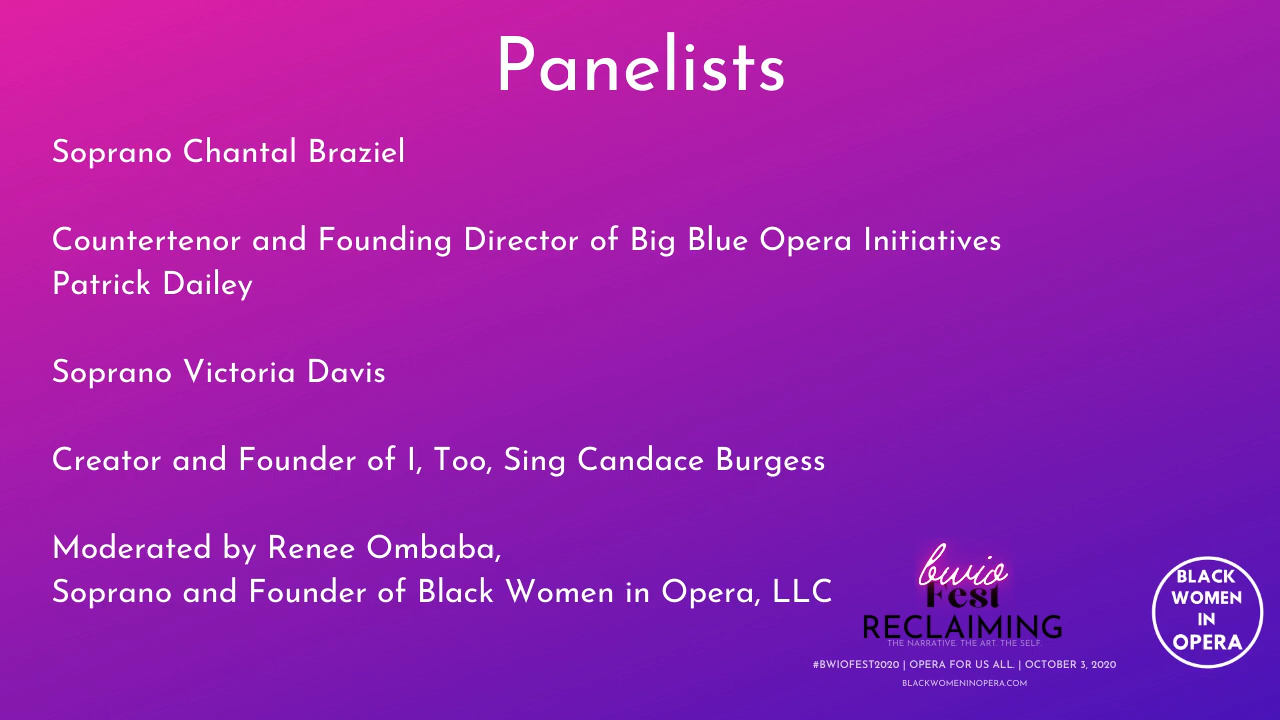 Panelists
Soprano Chantal Braziel
Countertenor and Founding Director of Big Blue Opera Initiatives
Patrick Dailey
Soprano Victoria Davis
Creator and Founder of I, Too, Sing Candace Burgess
Moderated by Renee Ombaba,
Soprano and Founder of Black Women in Opera, LLC
bwio
Fest
RECLAIMING
THE NARRATIVE. THE ART. THE SELF.
#BWIOFEST2020 | OPERA FOR US ALL. | OCTOBER 3, 2020
BLACKWOMENINOPERA.COM
BLACK
WOMEN
IN
OPERA